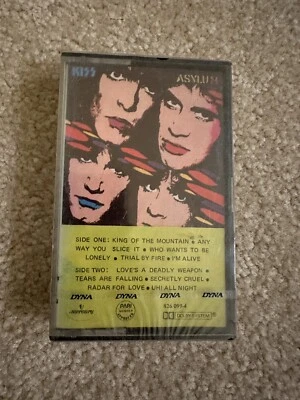 KISS
ASYLUM
SIDE ONE: KING OF THE MOUNTAIN • ANY
WAY YOU SLICE IT • WHO WANTS TO BE
LONELY • TRIAL BY FIRE • I'M ALIVE
SIDE TWO: LOVE'S A DEADLY WEAPON •
TEARS ARE FALLING • SECRETLY CRUEL •
RADAR FOR LOVE • UH! ALL NIGHT
DYNA DYNA DYNA DYNA